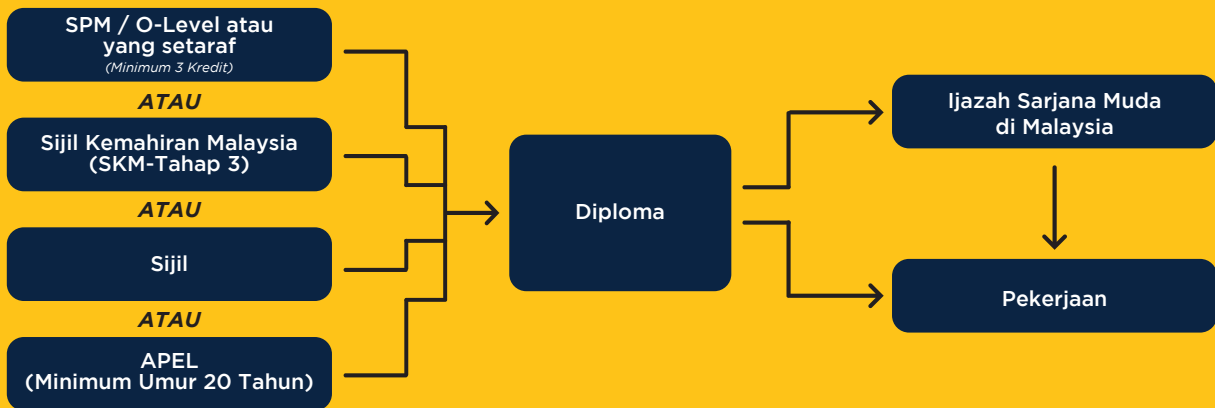 SPM / O-Level atau
yang setaraf
(Minimum 3 Kredit)
ATAU
Sijil Kemahiran Malaysia
(SKM-Tahap 3)
ATAU
Sijil
ATAU
APEL
(Minimum Umur 20 Tahun)
Diploma
Ijazah Sarjana Muda
di Malaysia
Pekerjaan